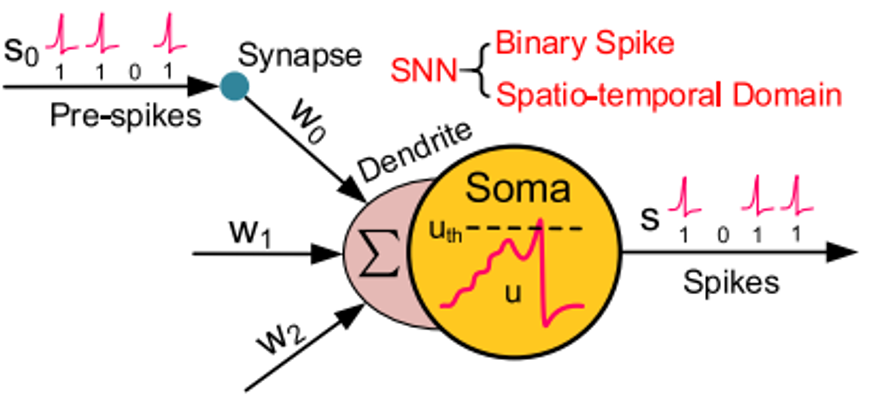 S0
1 1 0 1
Pre-spikes
Synapse
SNN
Binary Spike
Spatio-temporal Domain
w0
Dendrite
w1
w2
Σ
Soma
uth
u
s
1 0 1 1
Spikes